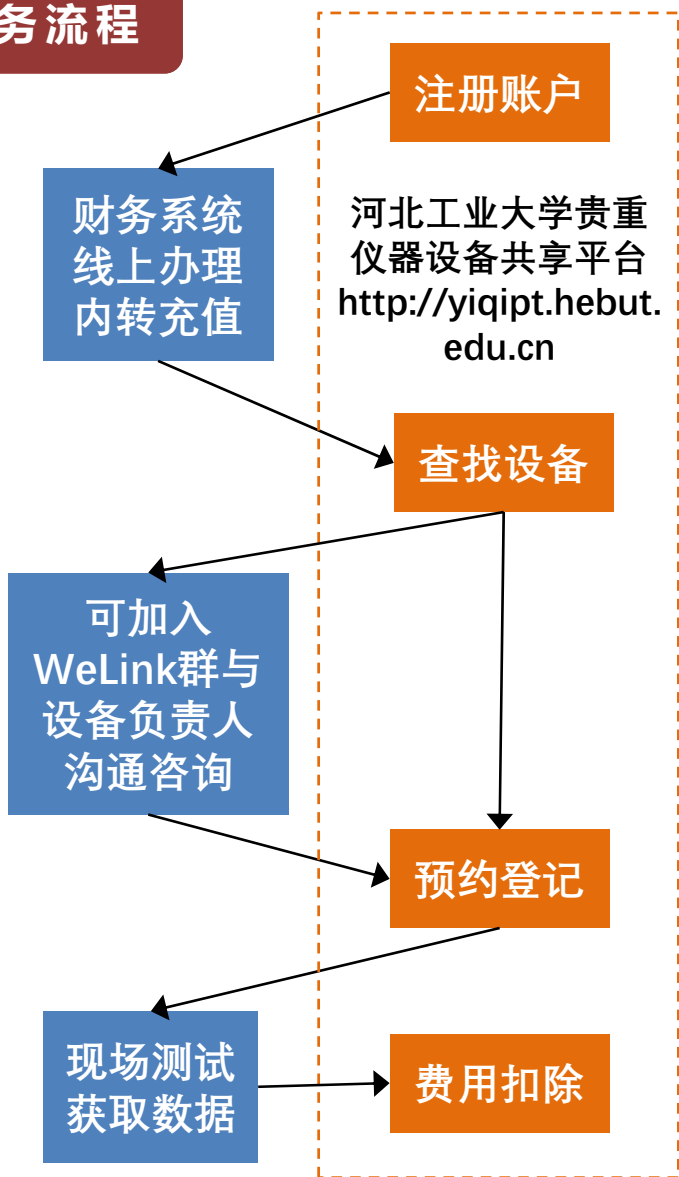 务流程
注册账户
财务系统
线上办理
内转充值
河北工业大学贵重
仪器设备共享平台
http://yiqipt.hebut.
edu.cn
查找设备
可加入
WeLink群与
设备负责人
沟通咨询
预约登记
现场测试
获取数据
费用扣除